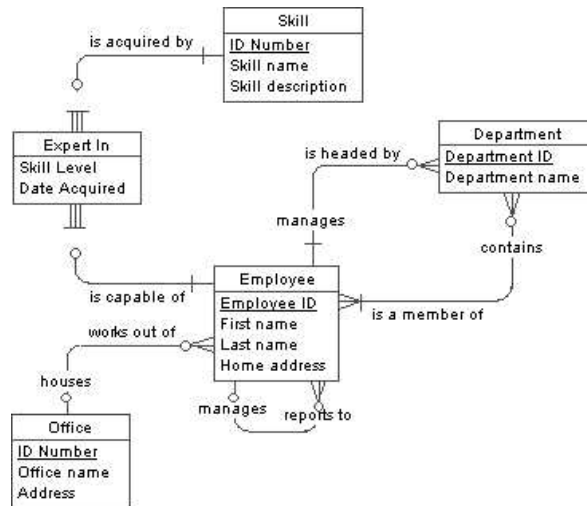 Skill
is acquired by
ID Number
Skill name
Skill description
Expert In
Skill Level
Date Acquired
Department
is headed by
Department ID
Department name
manages
contains
Employee
is capable of
Employee ID
is a member of
First name
works out of
Last name
Home address
houses
manages
reports to
Office
ID Number
Office name
Address